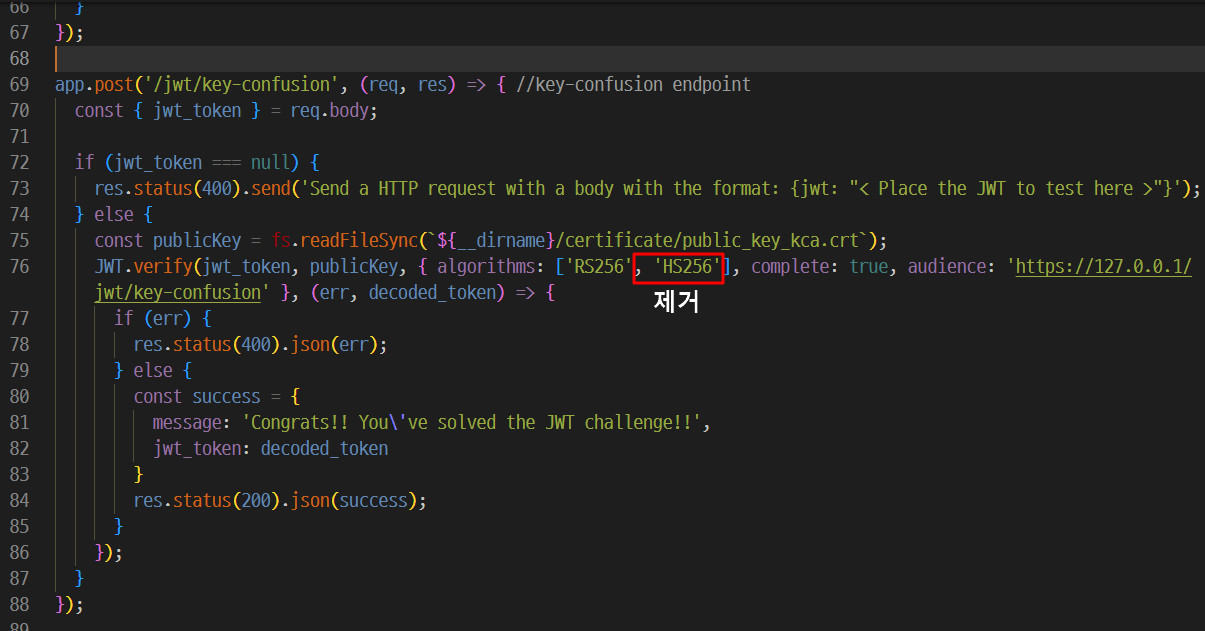 66 }
67 });
68
69 app.post('/jwt/key-confusion', (req, res) => { //key-confusion endpoint
70 const { jwt_token } = req.body;
71
72 if (jwt_token === null) {
73 res.status(400).send('Send a HTTP request with a body with the format: {jwt: "< Place the JWT to test here >"}');
74 } else {
75 const publicKey = fs.readFileSync(`${__dirname}/certificate/public_key_kca.crt`);
76 JWT.verify(jwt_token, publicKey, { algorithms: ['RS256', 'HS256'], complete: true, audience: 'https://127.0.0.1/
jwt/key-confusion' }, (err, decoded_token) => {
제거
77 if (err) {
78 res.status(400).json(err);
79 } else {
80 const success = {
81 message: 'Congrats!! You\'ve solved the JWT challenge!!',
82 jwt_token: decoded_token
83 }
84 res.status(200).json(success);
85 }
86 });
87 }
88 });
89